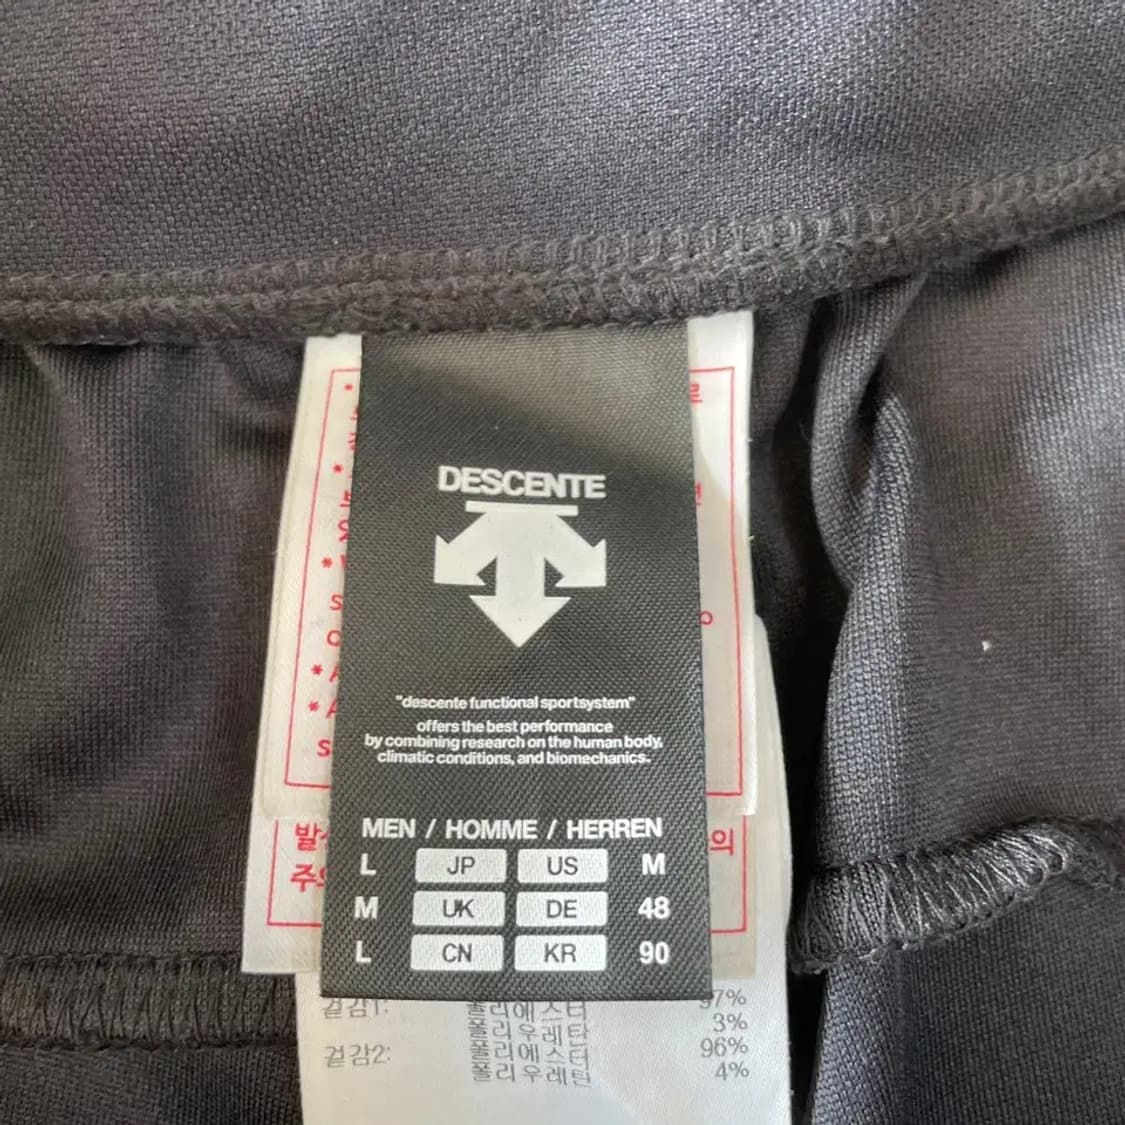 DESCENTE
"descente functional sportsystem"
offers the best performance
by combining research on the human body,
climatic conditions, and biomechanics.
MEN / HOMME / HERREN
L JP US M
M UK DE 48
L CN KR 90
의
겉감1: 폴리에스터 97%
폴리우레탄 3%
겉감2: 폴리에스터 96%
폴리우레탄 4%